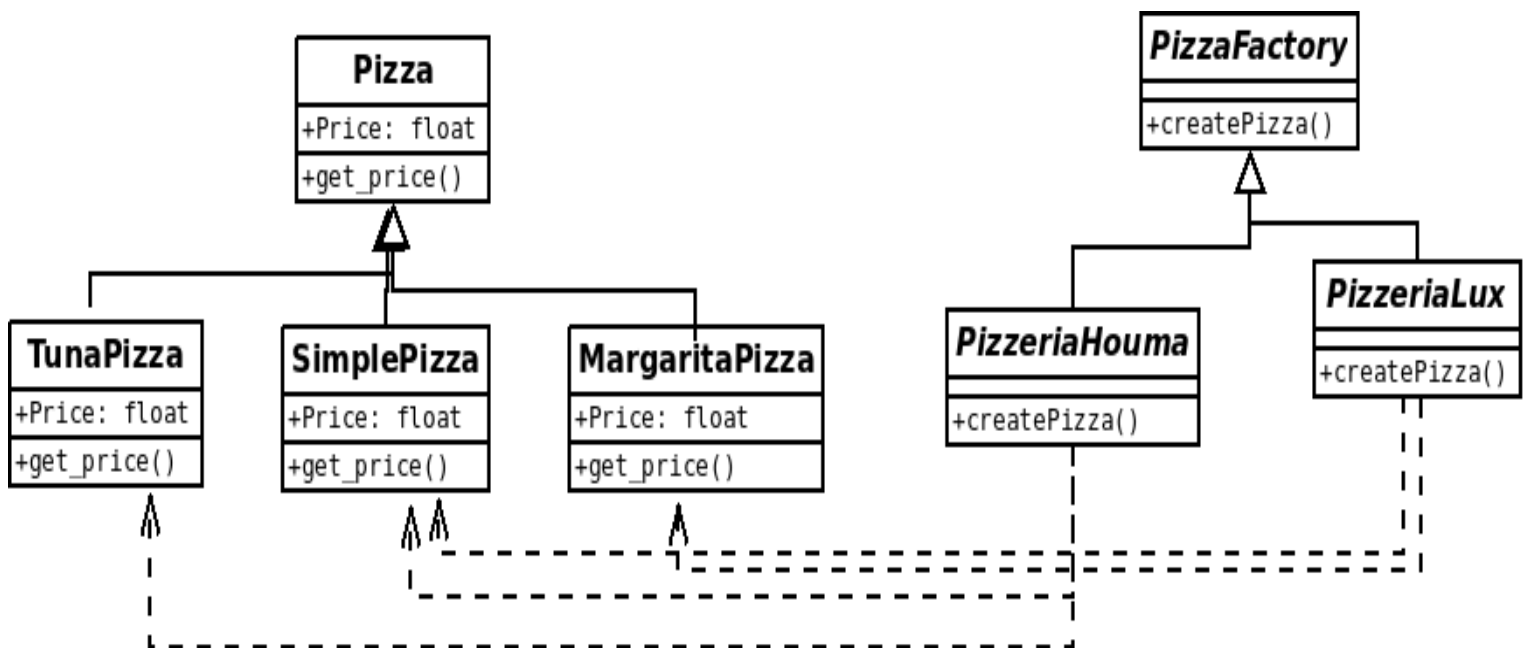 Pizza
+Price: float
+get_price()
PizzaFactory
+createPizza()
TunaPizza
+Price: float
+get_price()
SimplePizza
+Price: float
+get_price()
MargaritaPizza
+Price: float
+get_price()
PizzeriaHouma
+createPizza()
PizzeriaLux
+createPizza()